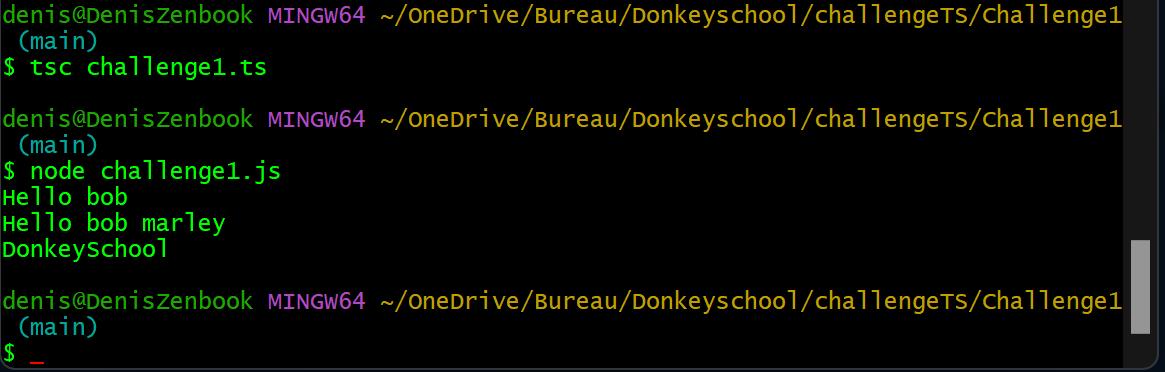 denis@DenisZenbook MINGW64 ~/OneDrive/Bureau/Donkeyschool/challengeTS/Challenge1
(main)
$ tsc challenge1.ts
denis@DenisZenbook MINGW64 ~/OneDrive/Bureau/Donkeyschool/challengeTS/Challenge1
(main)
$ node challenge1.js
Hello bob
Hello bob marley
DonkeySchool
denis@DenisZenbook MINGW64 ~/OneDrive/Bureau/Donkeyschool/challengeTS/Challenge1
(main)
$ _